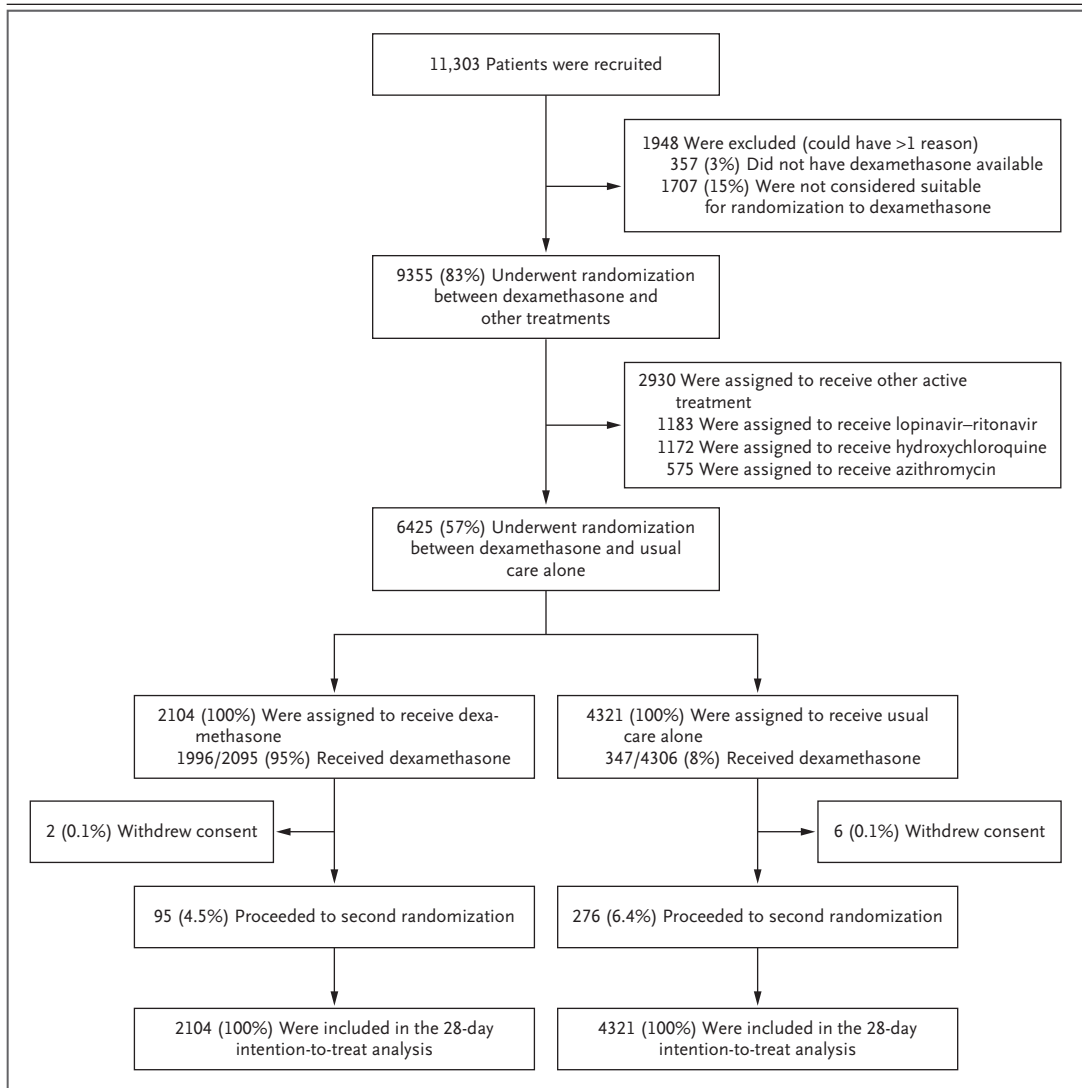 11,303 Patients were recruited
1948 Were excluded (could have >1 reason)
357 (3%) Did not have dexamethasone available
1707 (15%) Were not considered suitable
for randomization to dexamethasone
9355 (83%) Underwent randomization
between dexamethasone and
other treatments
2930 Were assigned to receive other active
treatment
1183 Were assigned to receive lopinavir–ritonavir
1172 Were assigned to receive hydroxychloroquine
575 Were assigned to receive azithromycin
6425 (57%) Underwent randomization
between dexamethasone and usual
care alone
2104 (100%) Were assigned to receive dexa-
methasone
1996/2095 (95%) Received dexamethasone
4321 (100%) Were assigned to receive usual
care alone
347/4306 (8%) Received dexamethasone
2 (0.1%) Withdrew consent
6 (0.1%) Withdrew consent
95 (4.5%) Proceeded to second randomization
276 (6.4%) Proceeded to second randomization
2104 (100%) Were included in the 28-day
intention-to-treat analysis
4321 (100%) Were included in the 28-day
intention-to-treat analysis